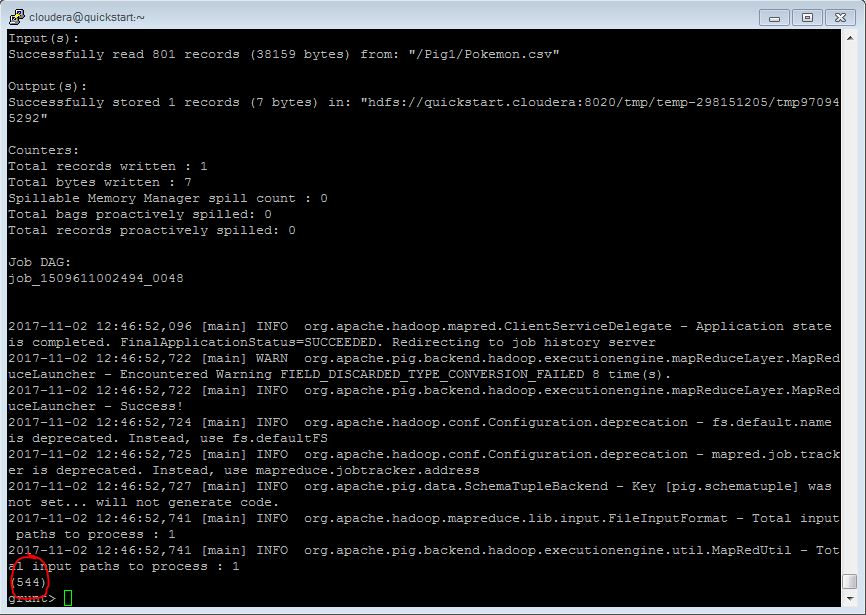 cloudera@quickstart:~
Input(s):
Successfully read 801 records (38159 bytes) from: "/Pig1/Pokemon.csv"
Output(s):
Successfully stored 1 records (7 bytes) in: "hdfs://quickstart.cloudera:8020/tmp/temp-298151205/tmp97094
5292"
Counters:
Total records written : 1
Total bytes written : 7
Spillable Memory Manager spill count : 0
Total bags proactively spilled: 0
Total records proactively spilled: 0
Job DAG:
job_1509611002494_0048
2017-11-02 12:46:52,096 [main] INFO  org.apache.hadoop.mapred.ClientServiceDelegate - Application state
is completed. FinalApplicationStatus=SUCCEEDED. Redirecting to job history server
2017-11-02 12:46:52,722 [main] WARN  org.apache.pig.backend.hadoop.executionengine.mapReduceLayer.MapRed
uceLauncher - Encountered Warning FIELD_DISCARDED_TYPE_CONVERSION_FAILED 8 time(s).
2017-11-02 12:46:52,722 [main] INFO  org.apache.pig.backend.hadoop.executionengine.mapReduceLayer.MapRed
uceLauncher - Success!
2017-11-02 12:46:52,724 [main] INFO  org.apache.hadoop.conf.Configuration.deprecation - fs.default.name
is deprecated. Instead, use fs.defaultFS
2017-11-02 12:46:52,725 [main] INFO  org.apache.hadoop.conf.Configuration.deprecation - mapred.job.track
er is deprecated. Instead, use mapreduce.jobtracker.address
2017-11-02 12:46:52,727 [main] INFO  org.apache.pig.data.SchemaTupleBackend - Key [pig.schematuple] was
not set... will not generate code.
2017-11-02 12:46:52,741 [main] INFO  org.apache.hadoop.mapreduce.lib.input.FileInputFormat - Total input
paths to process : 1
2017-11-02 12:46:52,741 [main] INFO  org.apache.pig.backend.hadoop.executionengine.util.MapRedUtil - Tot
al input paths to process : 1
(544)
grunt>